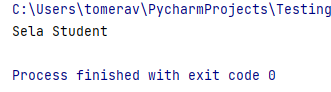 C:\Users\tomerav\PycharmProjects\Testing
Sela Student
Process finished with exit code 0